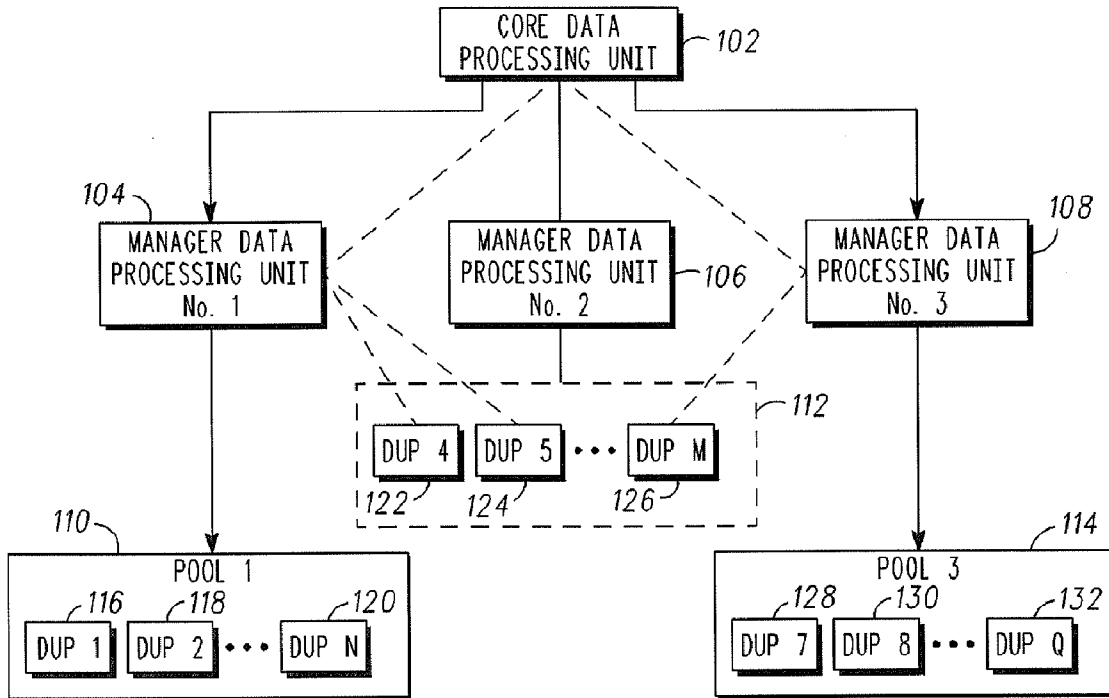 CORE DATA
PROCESSING UNIT
102
104
MANAGER DATA
PROCESSING UNIT
No. 1
MANAGER DATA
PROCESSING UNIT
No. 2
106
108
MANAGER DATA
PROCESSING UNIT
No. 3
112
DUP 4
DUP 5
•••
DUP M
122
124
126
110
POOL 1
116
118
120
DUP 1
DUP 2
•••
DUP N
114
POOL 3
128
130
132
DUP 7
DUP 8
•••
DUP Q